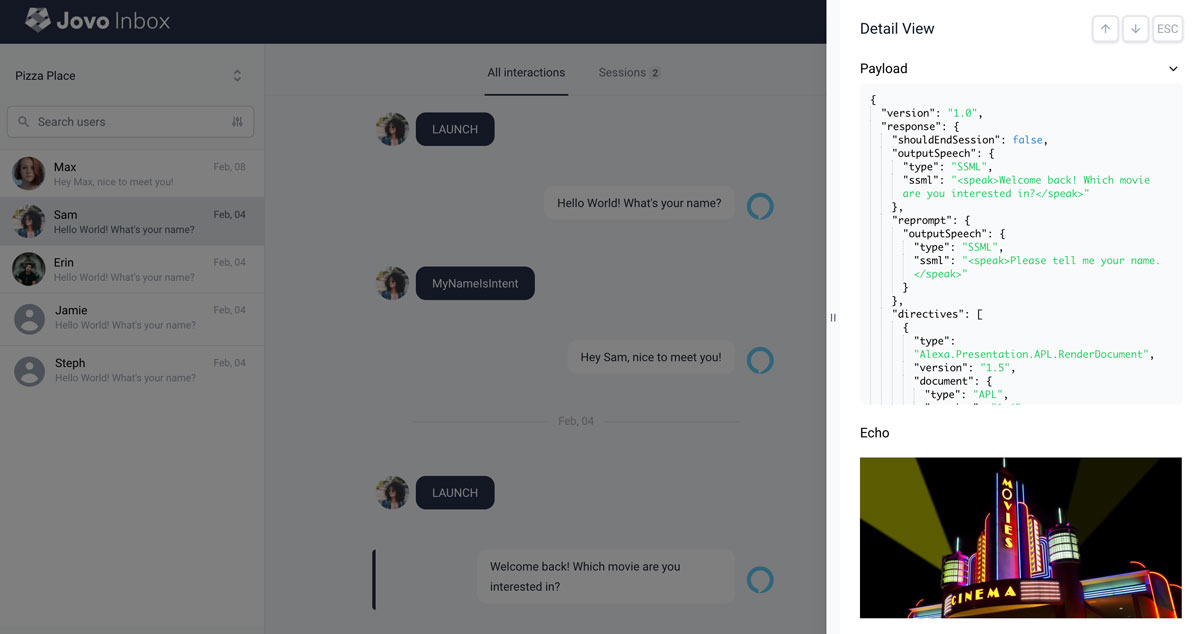 Jovo Inbox
Pizza Place
Search users
Max Feb, 08
Hey Max, nice to meet you!
Sam Feb, 04
Hello World! What's your name?
Erin Feb, 04
Hello World! What's your name?
Jamie Feb, 04
Hello World! What's your name?
Steph Feb, 04
Hello World! What's your name?
All interactions Sessions 2
LAUNCH
Hello World! What's your name?
MyNameIsIntent
Hey Sam, nice to meet you!
Feb, 04
LAUNCH
Welcome back! Which movie are you
interested in?
Detail View
↑ ↓ ESC
Payload
{
"version": "1.0",
"response": {
"shouldEndSession": false,
"outputSpeech": {
"type": "SSML",
"ssml": "<speak>Welcome back! Which movie
are you interested in?</speak>"
},
"reprompt": {
"outputSpeech": {
"type": "SSML",
"ssml": "<speak>Please tell me your name.
</speak>"
}
},
"directives": [
{
"type":
"Alexa.Presentation.APL.RenderDocument",
"version": "1.5",
"document": {
"type": "APL",
Echo
MOVIES
CINEMA